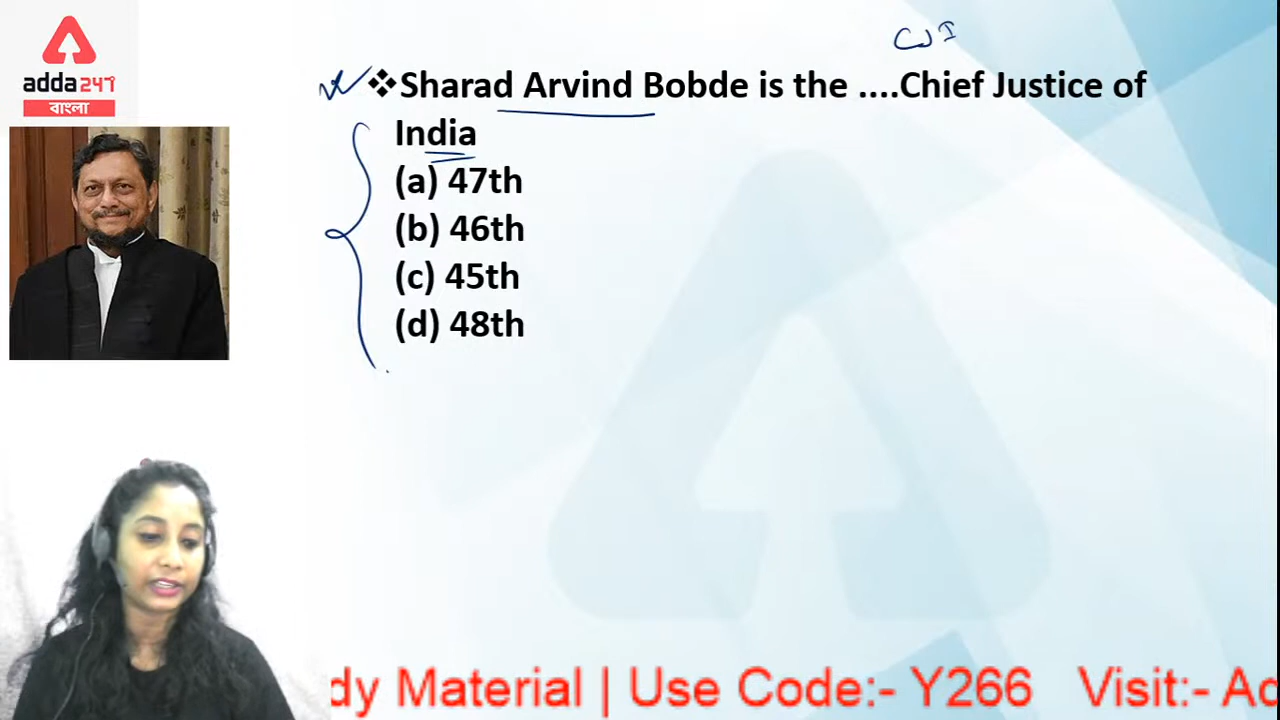 adda247
বাংলা
CJI
❖Sharad Arvind Bobde is the ....Chief Justice of
India
(a) 47th
(b) 46th
(c) 45th
(d) 48th
dy Material | Use Code:- Y266 Visit:- Ad